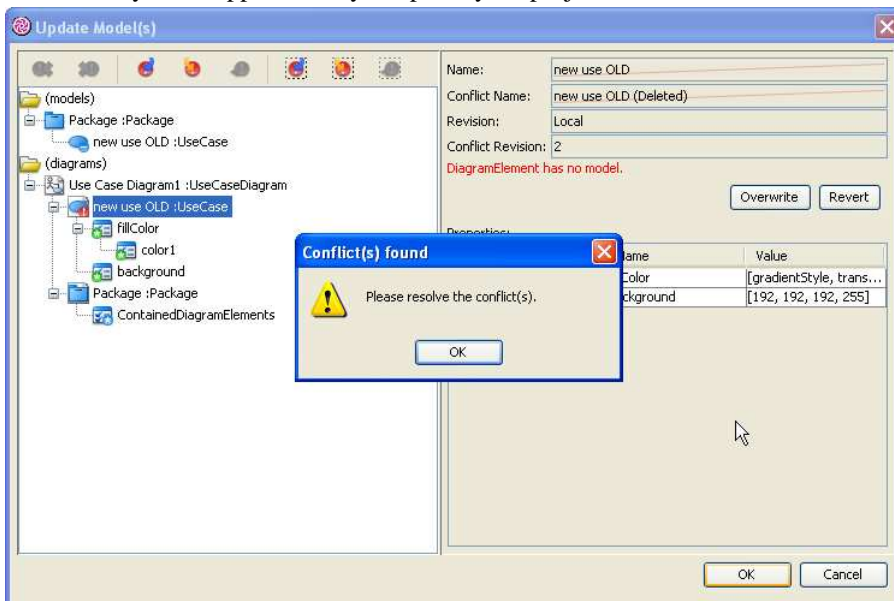 Update Model(s)
(models)
Package :Package
new use OLD :UseCase
(diagrams)
Use Case Diagram1 :UseCaseDiagram
new use OLD :UseCase
fillColor
color1
background
Package :Package
ContainedDiagramElements
Name: new use OLD
Conflict Name: new use OLD (Deleted)
Revision: Local
Conflict Revision: 2
DiagramElement has no model.
Overwrite Revert
Properties:
ame Value
Color [gradientStyle, trans...
ckground [192, 192, 192, 255]
Conflict(s) found
Please resolve the conflict(s).
OK
OK Cancel